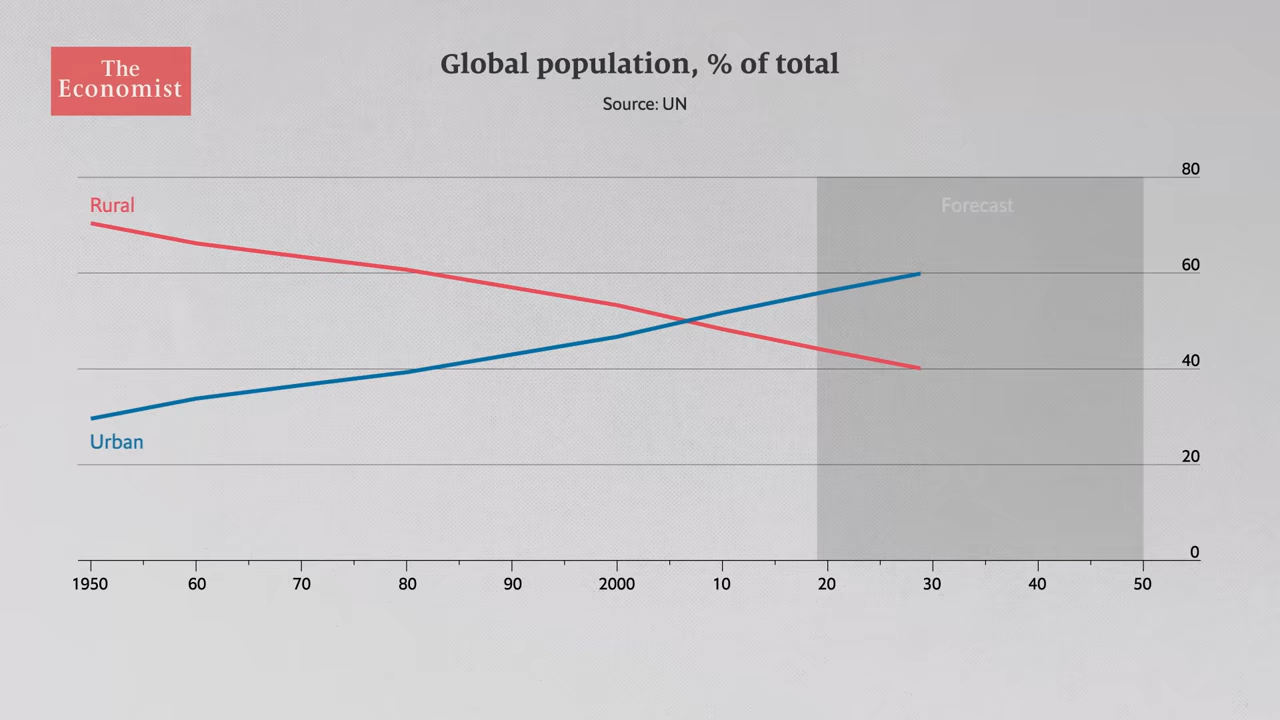 The
Economist
Global population, % of total
Source: UN
80
Rural
Forecast
60
40
Urban
20
0
1950 60 70 80 90 2000 10 20 30 40 50